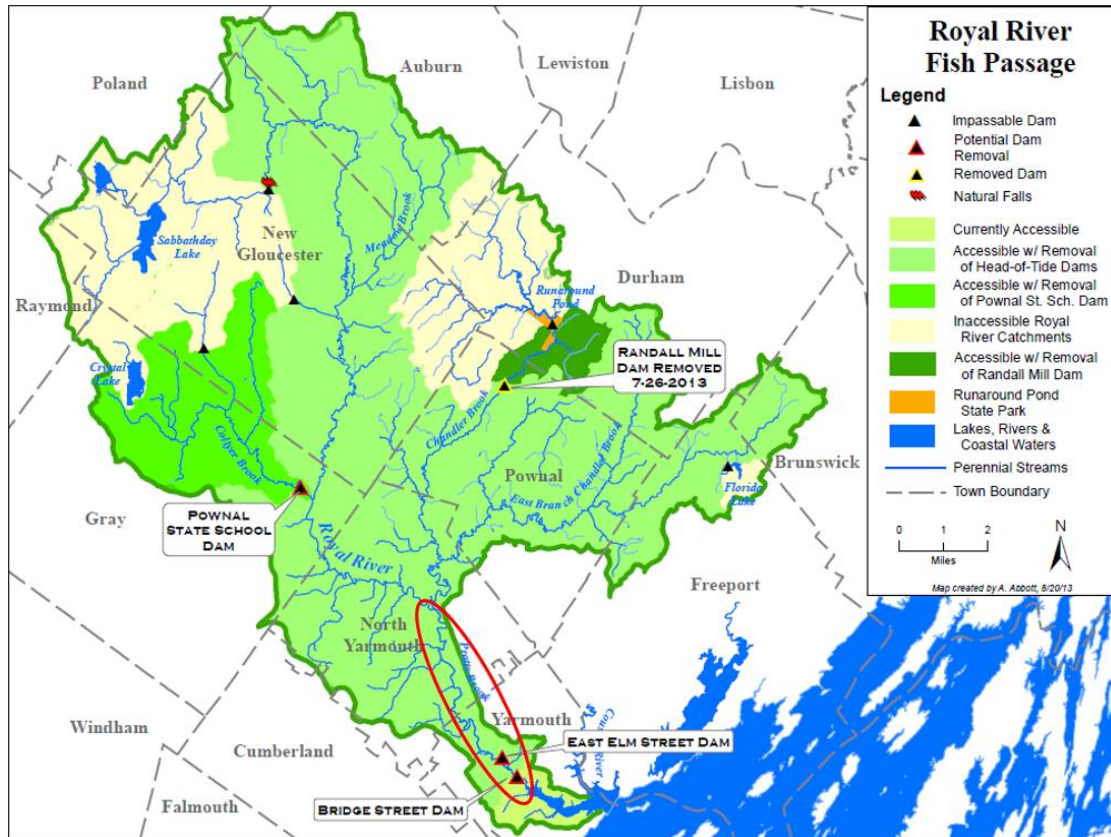 Royal River
Fish Passage
Legend
Impassable Dam
Potential Dam
Removal
Removed Dam
Natural Falls
Currently Accessible
Accessible w/ Removal
of Head-of-Tide Dams
Accessible w/ Removal
of Pownal St. Sch. Dam
Inaccessible Royal
River Catchments
Accessible w/ Removal
of Randall Mill Dam
Runaround Pond
State Park
Lakes, Rivers &
Coastal Waters
Perennial Streams
Town Boundary
0 1 2
Miles
N
Map created by A. Abbott, 8/20/13
Poland
Auburn
Lewiston
Lisbon
Sabbathday
Lake
New
Gloucester
Meadow Brook
Durham
Raymond
Runaround
Pond
RANDALL MILL
DAM REMOVED
7-26-2013
Crystal
Lake
Collyer Brook
Chandler Brook
Pownal
East Branch Chandler Brook
Brunswick
Florida
Lake
Gray
POWNAL
STATE SCHOOL
DAM
Royal River
Freeport
North
Yarmouth
Pratts Brook
Yarmouth
River
Windham
Cumberland
EAST ELM STREET DAM
BRIDGE STREET DAM
Falmouth